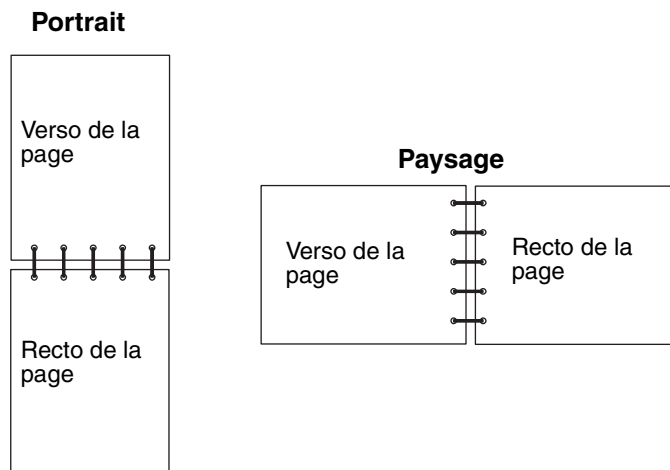 Portrait
Verso de la
page
Recto de la
page
Paysage
Verso de la
page
Recto de la
page